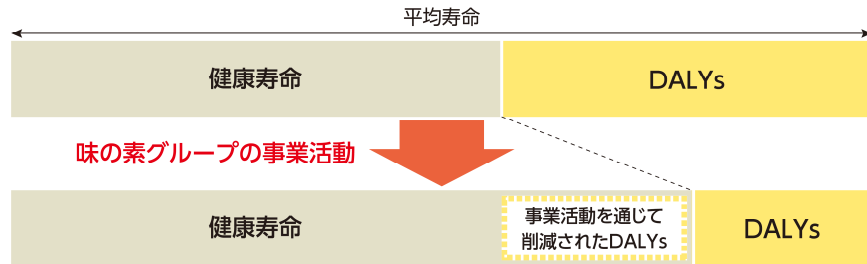 平均寿命
健康寿命
DALYs
味の素グループの事業活動
健康寿命
事業活動を通じて
削減されたDALYs
DALYs